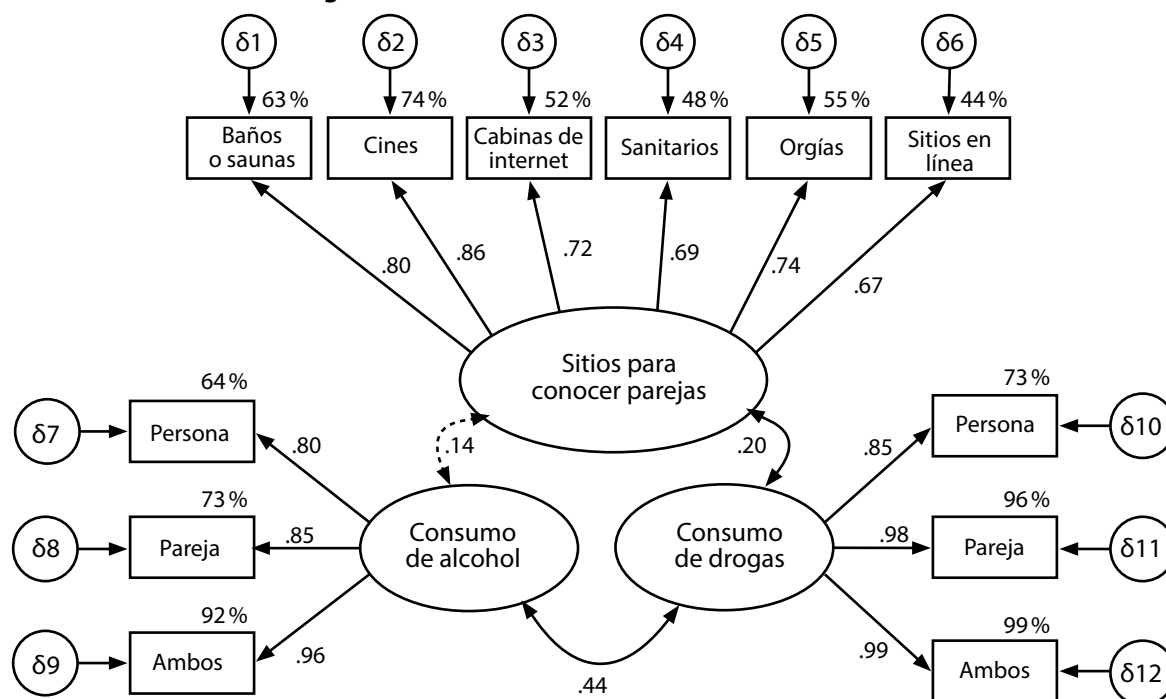 δ1
δ2
δ3
δ4
δ5
δ6
63 %
74 %
52 %
48 %
55 %
44 %
Baños
o saunas
Cines
Cabinas de
internet
Sanitarios
Orgías
Sitios en
línea
.80
.86
.72
.69
.74
.67
Sitios para
conocer parejas
.14
.20
64 %
δ7
Persona
.80
73 %
δ8
Pareja
.85
92 %
δ9
Ambos
.96
Consumo
de alcohol
Consumo
de drogas
.44
73 %
.85
Persona
δ10
96 %
.98
Pareja
δ11
99 %
.99
Ambos
δ12